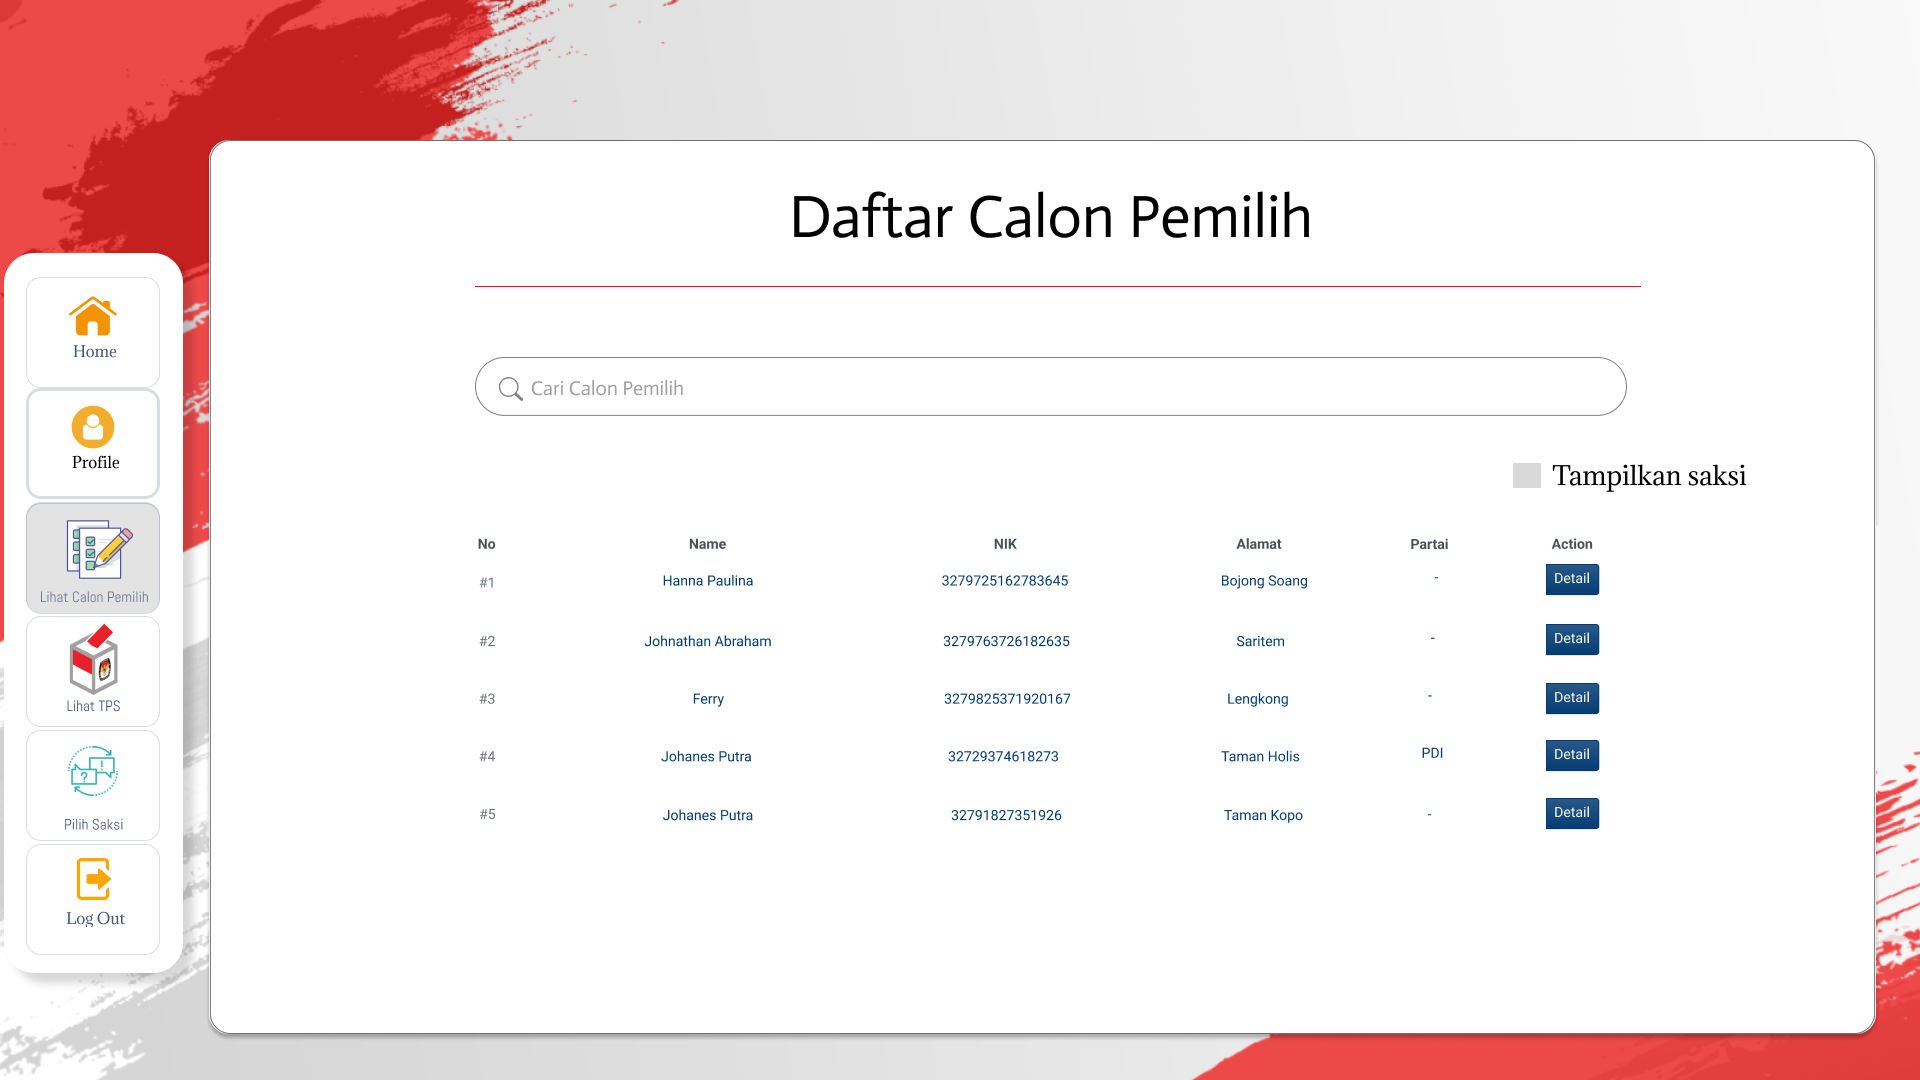 Daftar Calon Pemilih
Cari Calon Pemilih
Tampilkan saksi
No Name NIK Alamat Partai Action
#1 Hanna Paulina 3279725162783645 Bojong Soang - Detail
#2 Johnathan Abraham 3279763726182635 Saritem - Detail
#3 Ferry 3279825371920167 Lengkong - Detail
#4 Johanes Putra 32729374618273 Taman Holis PDI Detail
#5 Johanes Putra 32791827351926 Taman Kopo - Detail
Home
Profile
Lihat Calon Pemilih
Lihat TPS
Pilih Saksi
Log Out